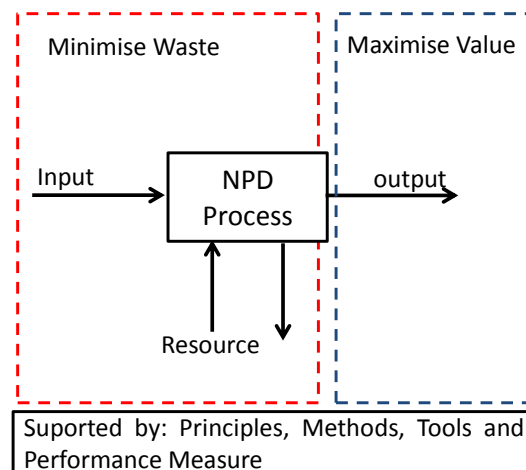 Minimise Waste
Maximise Value
Input
NPD
Process
output
Resource
Suported by: Principles, Methods, Tools and
Performance Measure